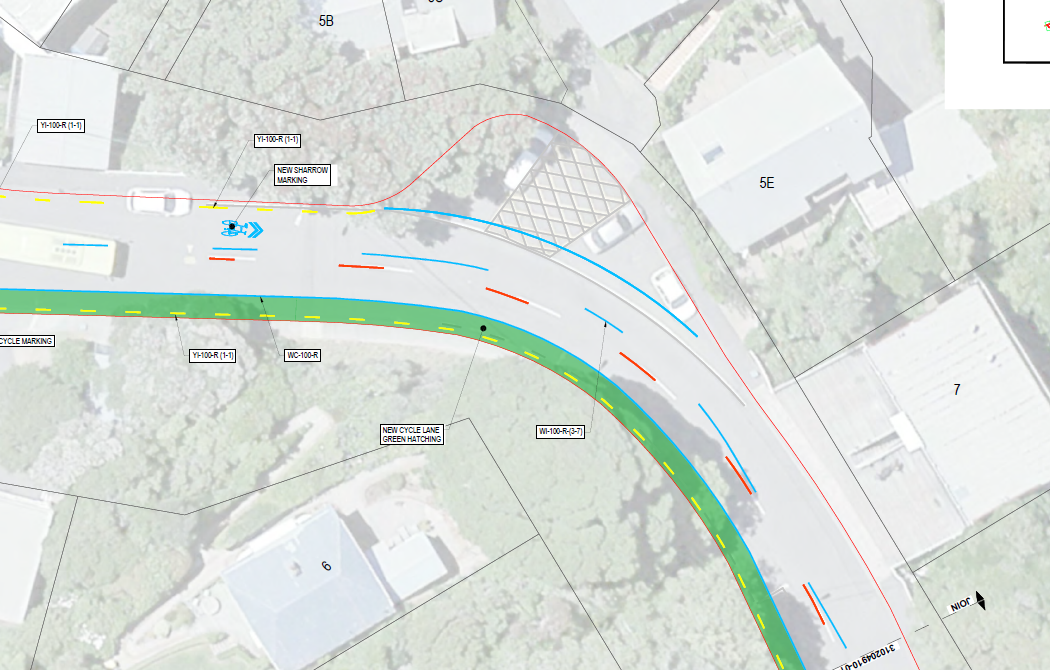 5B
YI-100-R (1-1)
YI-100-R (1-1)
NEW SHARROW
MARKING
5E
CYCLE MARKING
YI-100-R (1-1)
WC-100-R
7
NEW CYCLE LANE
GREEN HATCHING
WI-100-R-(3-7)
6
JOIN